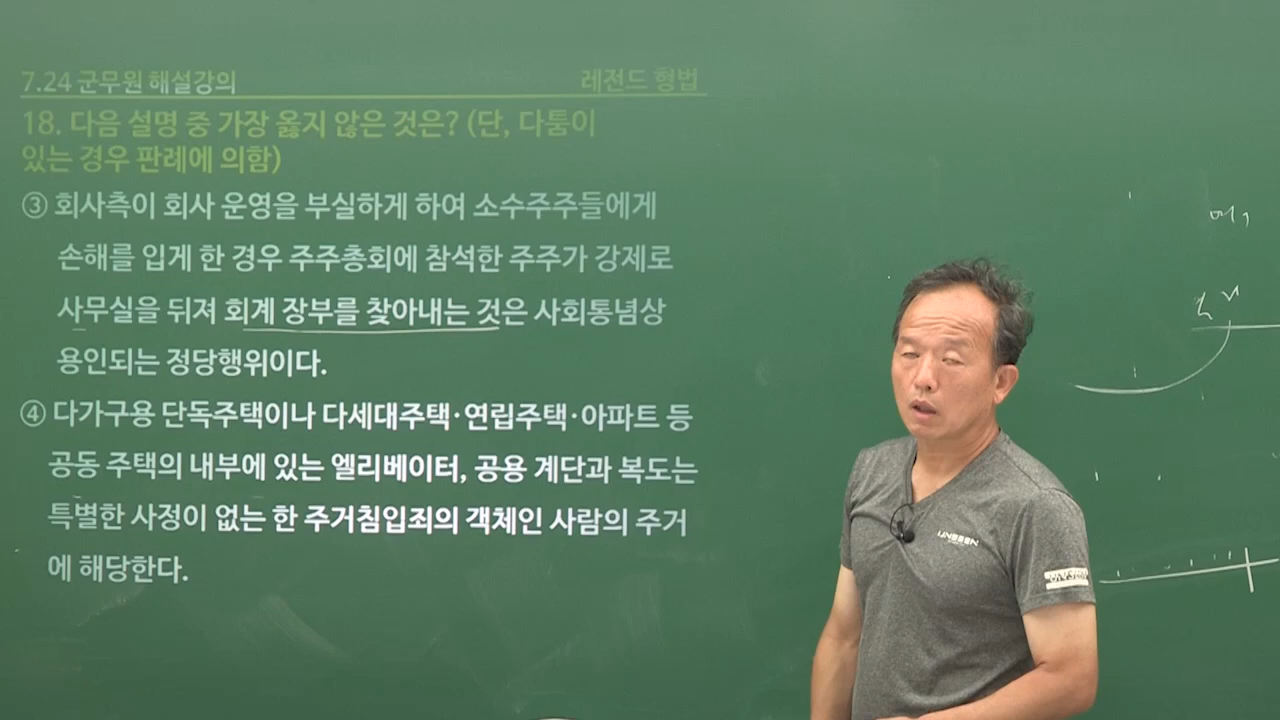 7.24 군무원 해설강의
레전드 형법
18. 다음 설명 중 가장 옳지 않은 것은? (단, 다툼이
있는 경우 판례에 의함)
③ 회사측이 회사 운영을 부실하게 하여 소수주주들에게
손해를 입게 한 경우 주주총회에 참석한 주주가 강제로
사무실을 뒤져 회계 장부를 찾아내는 것은 사회통념상
용인되는 정당행위이다.
④ 다가구용 단독주택이나 다세대주택·연립주택·아파트 등
공동 주택의 내부에 있는 엘리베이터, 공용 계단과 복도는
특별한 사정이 없는 한 주거침입죄의 객체인 사람의 주거
에 해당한다.